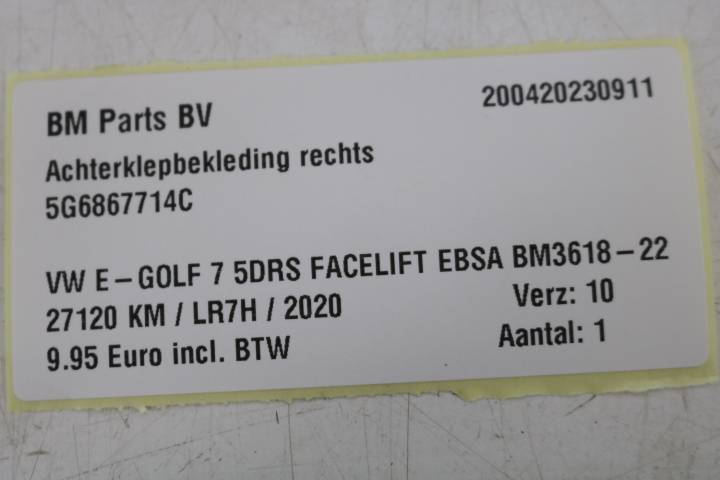 BM Parts BV 200420230911
Achterklepbekleding rechts
5G6867714C
VW E-GOLF 7 5DRS FACELIFT EBSA BM3618-22
27120 KM / LR7H / 2020 Verz: 10
9.95 Euro incl. BTW Aantal: 1